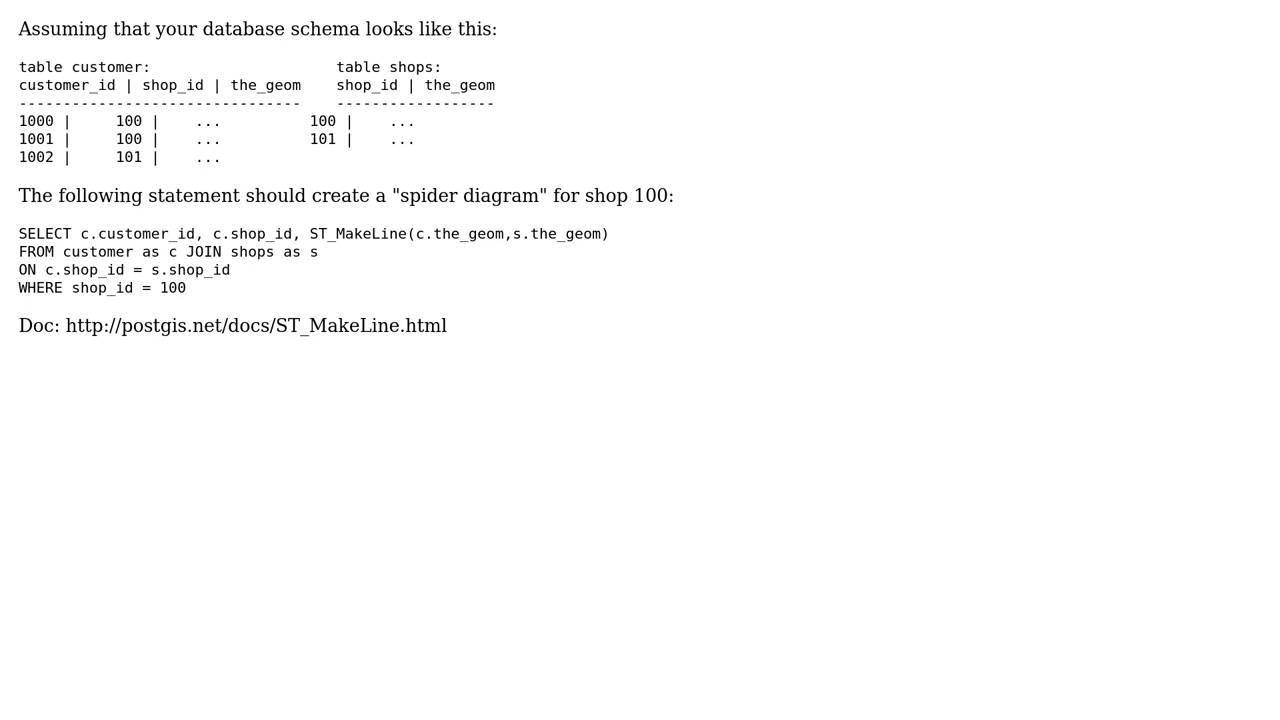 Assuming that your database schema looks like this:
table customer:                     table shops:
customer_id | shop_id | the_geom    shop_id | the_geom
--------------------------------    ------------------
1000 |     100 |    ...          100 |    ...
1001 |     100 |    ...          101 |    ...
1002 |     101 |    ...
The following statement should create a "spider diagram" for shop 100:
SELECT c.customer_id, c.shop_id, ST_MakeLine(c.the_geom,s.the_geom)
FROM customer as c JOIN shops as s
ON c.shop_id = s.shop_id
WHERE shop_id = 100
Doc: http://postgis.net/docs/ST_MakeLine.html